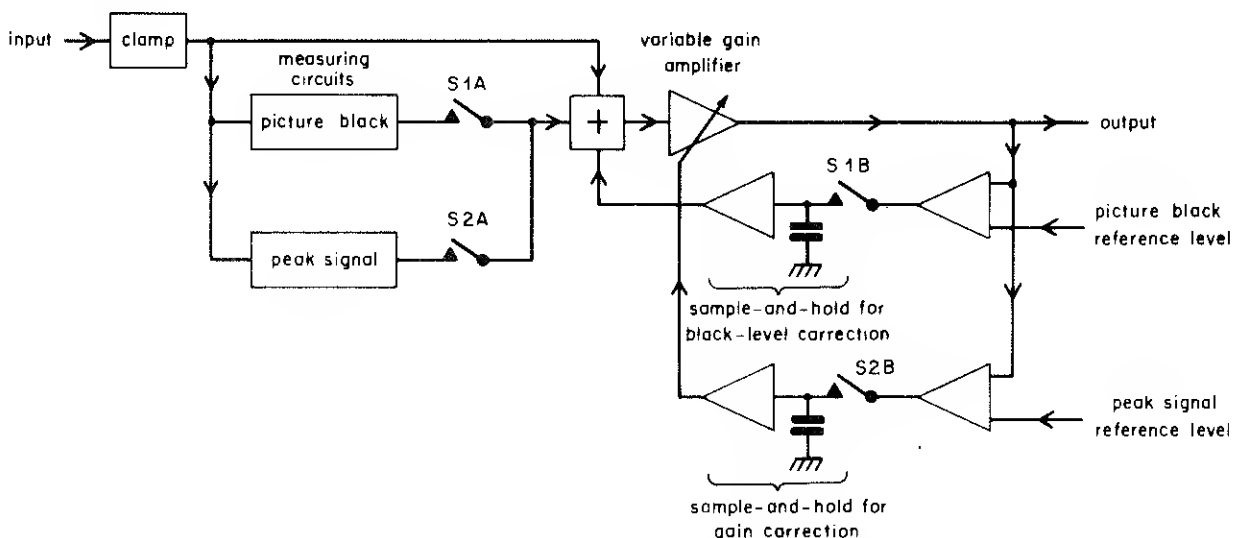 input
clamp
measuring
circuits
variable gain
amplifier
S1A
picture black
+
output
S2A
peak signal
S1B
picture black
reference level
sample-and-hold for
black-level carrection
S2B
peak signal
reference level
sample-and-hold for
gain correction